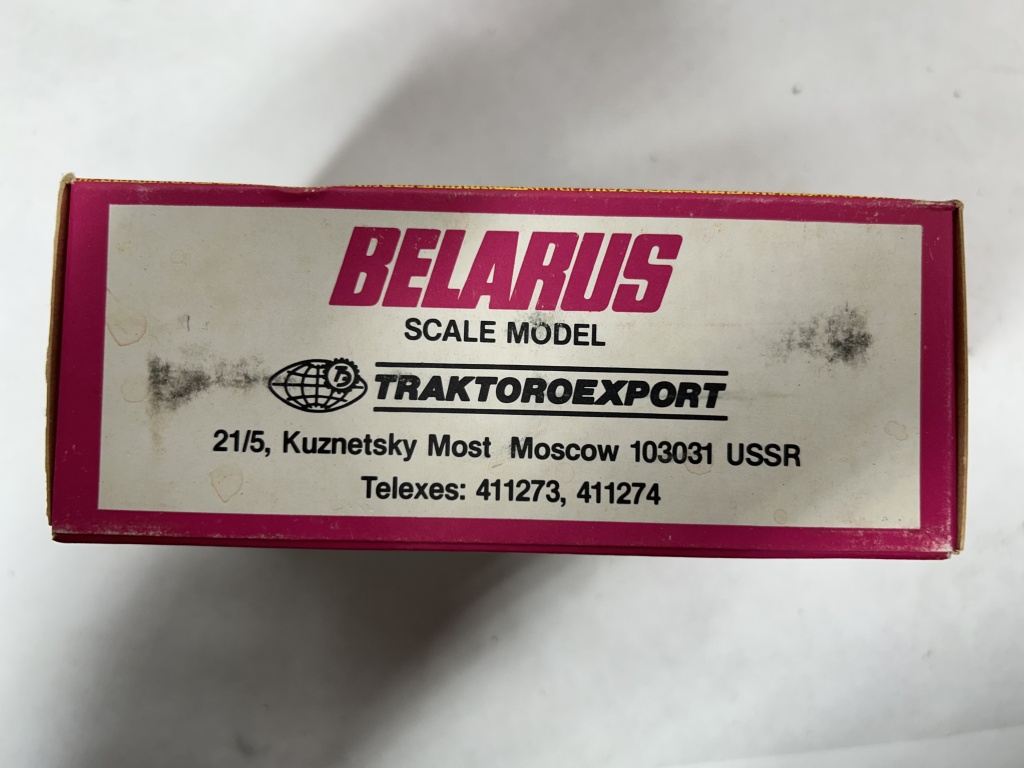 BELARUS
SCALE MODEL
TRAKTOROEXPORT
21/5, Kuznetsky Most Moscow 103031 USSR
Telexes: 411273, 411274